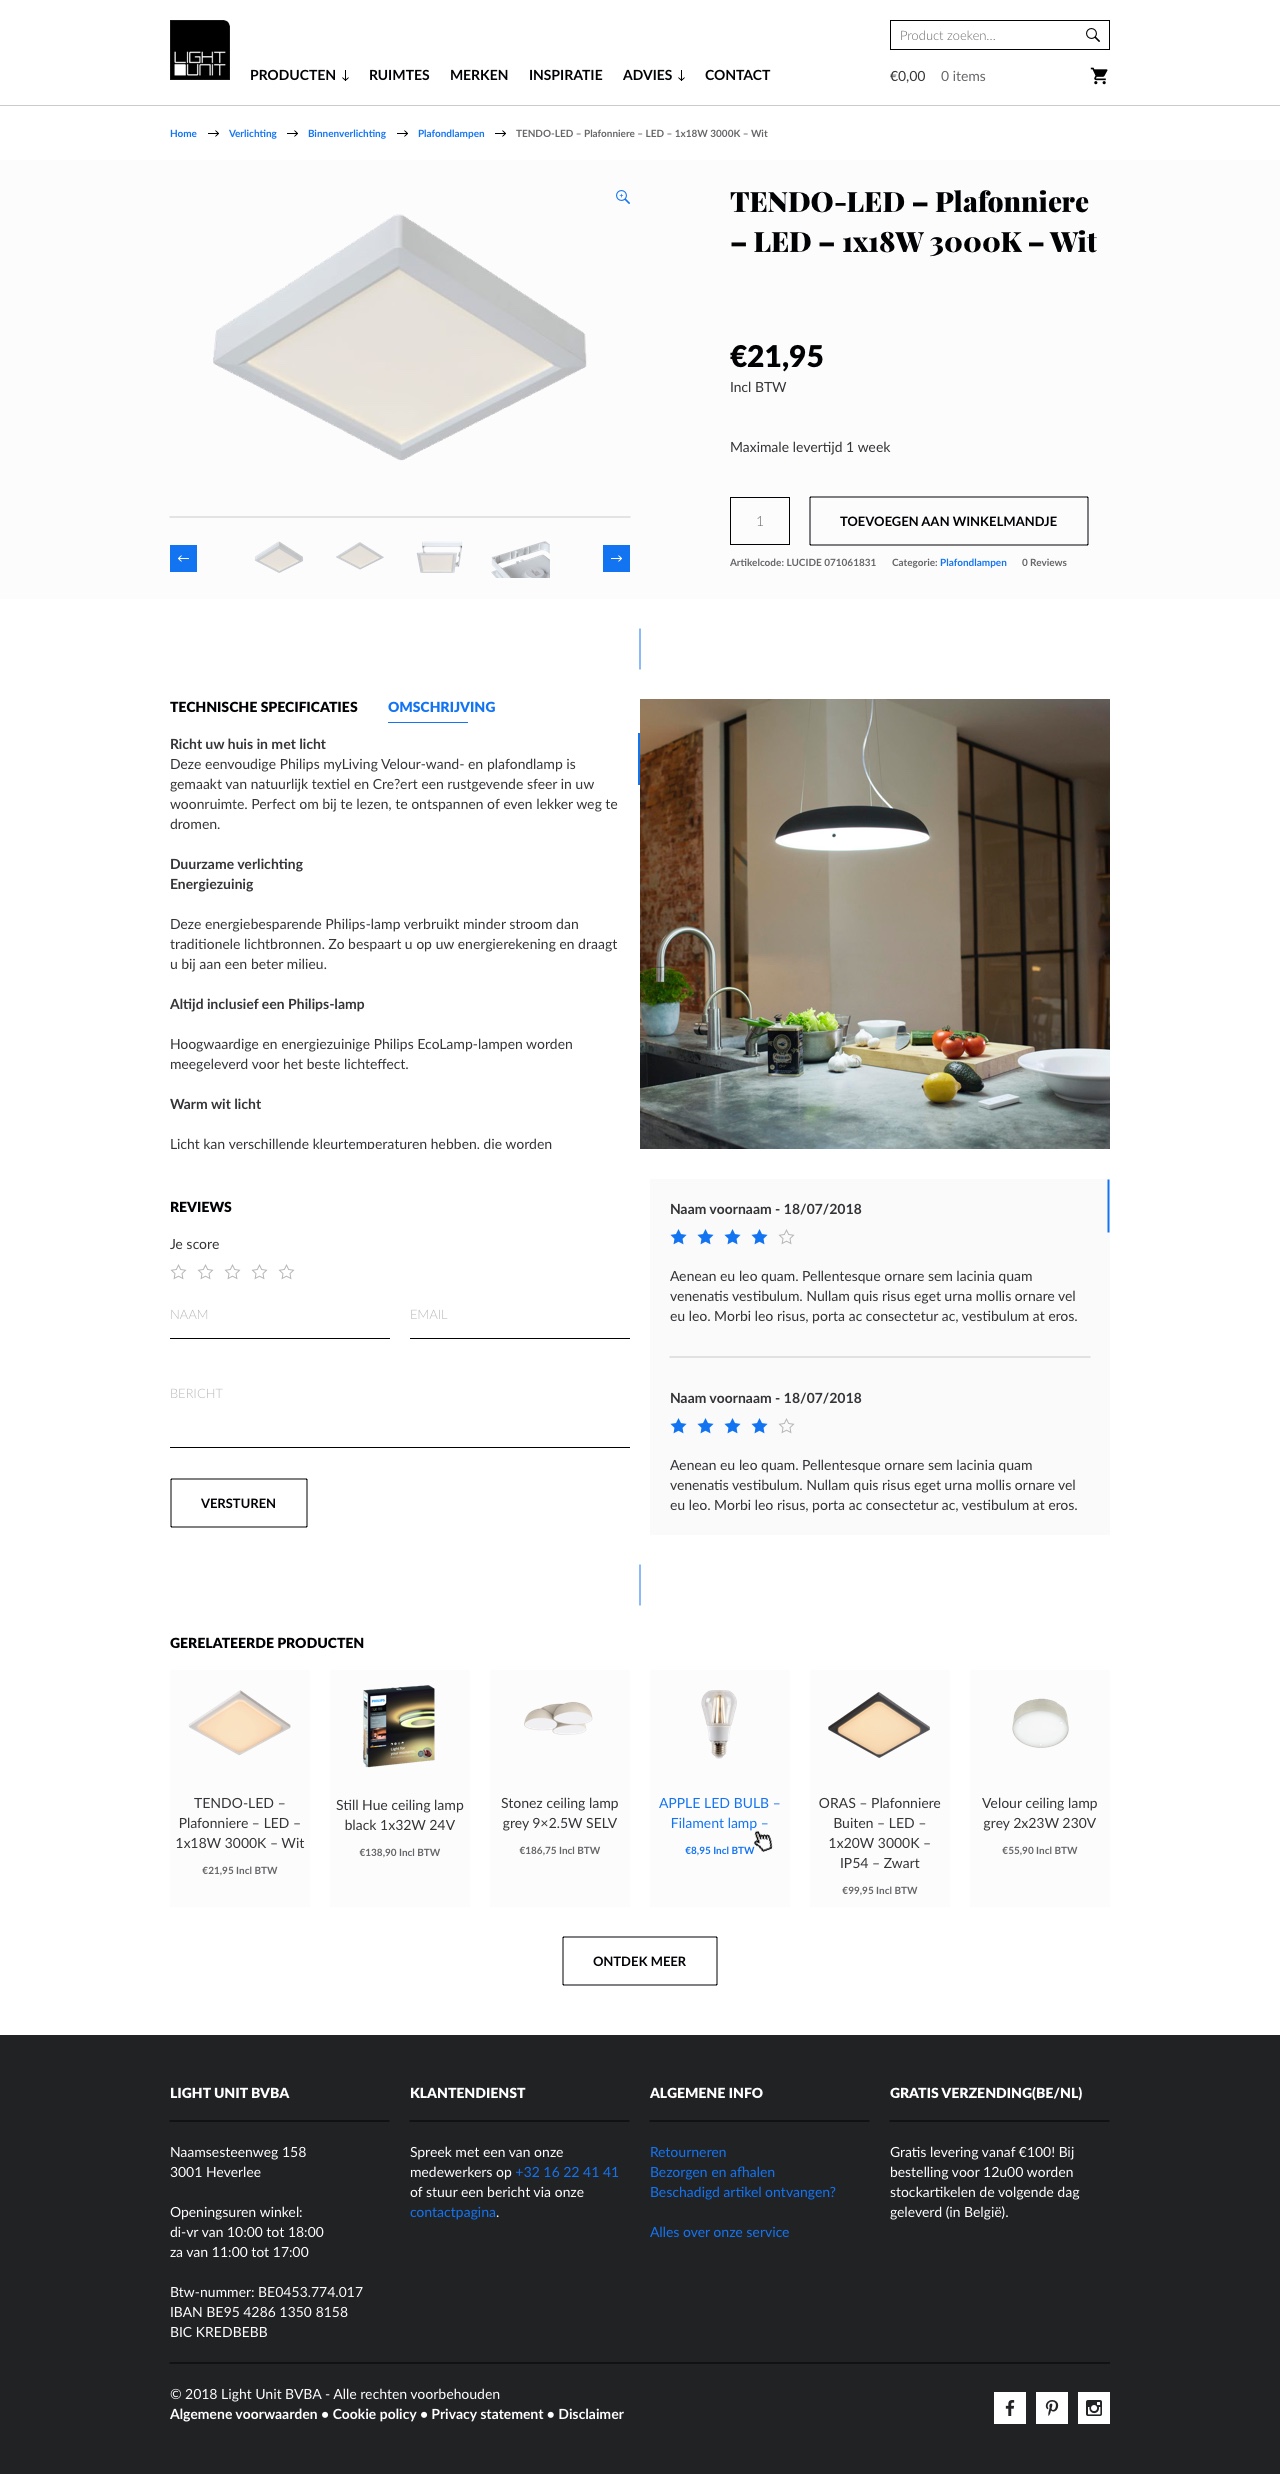 LIGHT
UNIT
PRODUCTEN ↓ RUIMTES MERKEN INSPIRATIE ADVIES ↓ CONTACT
Product zoeken...
€0,00 0 items
Home → Verlichting → Binnenverlichting → Plafondlampen → TENDO-LED – Plafonniere – LED – 1x18W 3000K – Wit
TENDO-LED – Plafonniere
– LED – 1x18W 3000K – Wit
€21,95
Incl BTW
Maximale levertijd 1 week
1
TOEVOEGEN AAN WINKELMANDJE
Artikelcode: LUCIDE 071061831 Categorie: Plafondlampen 0 Reviews
TECHNISCHE SPECIFICATIES OMSCHRIJVING
Richt uw huis in met licht
Deze eenvoudige Philips myLiving Velour-wand- en plafondlamp is
gemaakt van natuurlijk textiel en Cre?ert een rustgevende sfeer in uw
woonruimte. Perfect om bij te lezen, te ontspannen of even lekker weg te
dromen.
Duurzame verlichting
Energiezuinig
Deze energiebesparende Philips-lamp verbruikt minder stroom dan
traditionele lichtbronnen. Zo bespaart u op uw energierekening en draagt
u bij aan een beter milieu.
Altijd inclusief een Philips-lamp
Hoogwaardige en energiezuinige Philips EcoLamp-lampen worden
meegeleverd voor het beste lichteffect.
Warm wit licht
Licht kan verschillende kleurtemperaturen hebben, die worden
REVIEWS
Je score
NAAM
EMAIL
BERICHT
VERSTUREN
Naam voornaam - 18/07/2018
Aenean eu leo quam. Pellentesque ornare sem lacinia quam
venenatis vestibulum. Nullam quis risus eget urna mollis ornare vel
eu leo. Morbi leo risus, porta ac consectetur ac, vestibulum at eros.
Naam voornaam - 18/07/2018
Aenean eu leo quam. Pellentesque ornare sem lacinia quam
venenatis vestibulum. Nullam quis risus eget urna mollis ornare vel
eu leo. Morbi leo risus, porta ac consectetur ac, vestibulum at eros.
GERELATEERDE PRODUCTEN
TENDO-LED –
Plafonniere – LED –
1x18W 3000K – Wit
€21,95 Incl BTW
Still Hue ceiling lamp
black 1x32W 24V
€138,90 Incl BTW
Stonez ceiling lamp
grey 9×2.5W SELV
€186,75 Incl BTW
APPLE LED BULB –
Filament lamp –
€8,95 Incl BTW
ORAS – Plafonniere
Buiten – LED –
1x20W 3000K –
IP54 – Zwart
€99,95 Incl BTW
Velour ceiling lamp
grey 2x23W 230V
€55,90 Incl BTW
ONTDEK MEER
LIGHT UNIT BVBA
Naamsesteenweg 158
3001 Heverlee
Openingsuren winkel:
di-vr van 10:00 tot 18:00
za van 11:00 tot 17:00
Btw-nummer: BE0453.774.017
IBAN BE95 4286 1350 8158
BIC KREDBEBB
KLANTENDIENST
Spreek met een van onze
medewerkers op +32 16 22 41 41
of stuur een bericht via onze
contactpagina.
ALGEMENE INFO
Retourneren
Bezorgen en afhalen
Beschadigd artikel ontvangen?
Alles over onze service
GRATIS VERZENDING(BE/NL)
Gratis levering vanaf €100! Bij
bestelling voor 12u00 worden
stockartikelen de volgende dag
geleverd (in België).
© 2018 Light Unit BVBA - Alle rechten voorbehouden
Algemene voorwaarden • Cookie policy • Privacy statement • Disclaimer